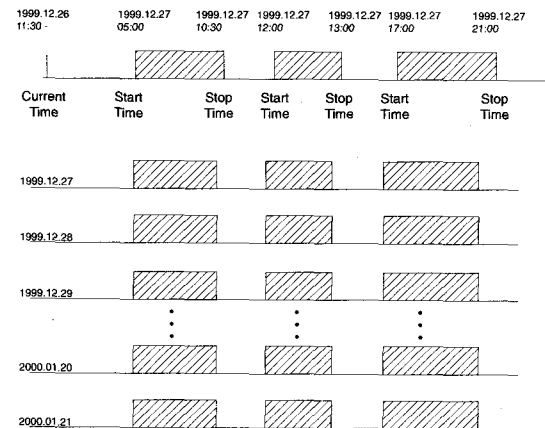 1999.12.26 1999.12.27 1999.12.27 1999.12.27 1999.12.27 1999.12.27 1999.12.27
11:30 - 05:00 10:30 12:00 13:00 17:00 21:00
Current Start Stop Start Stop Start Stop
Time Time Time Time Time Time Time
1999.12.27
1999.12.28
1999.12.29
2000.01.20
2000.01.21